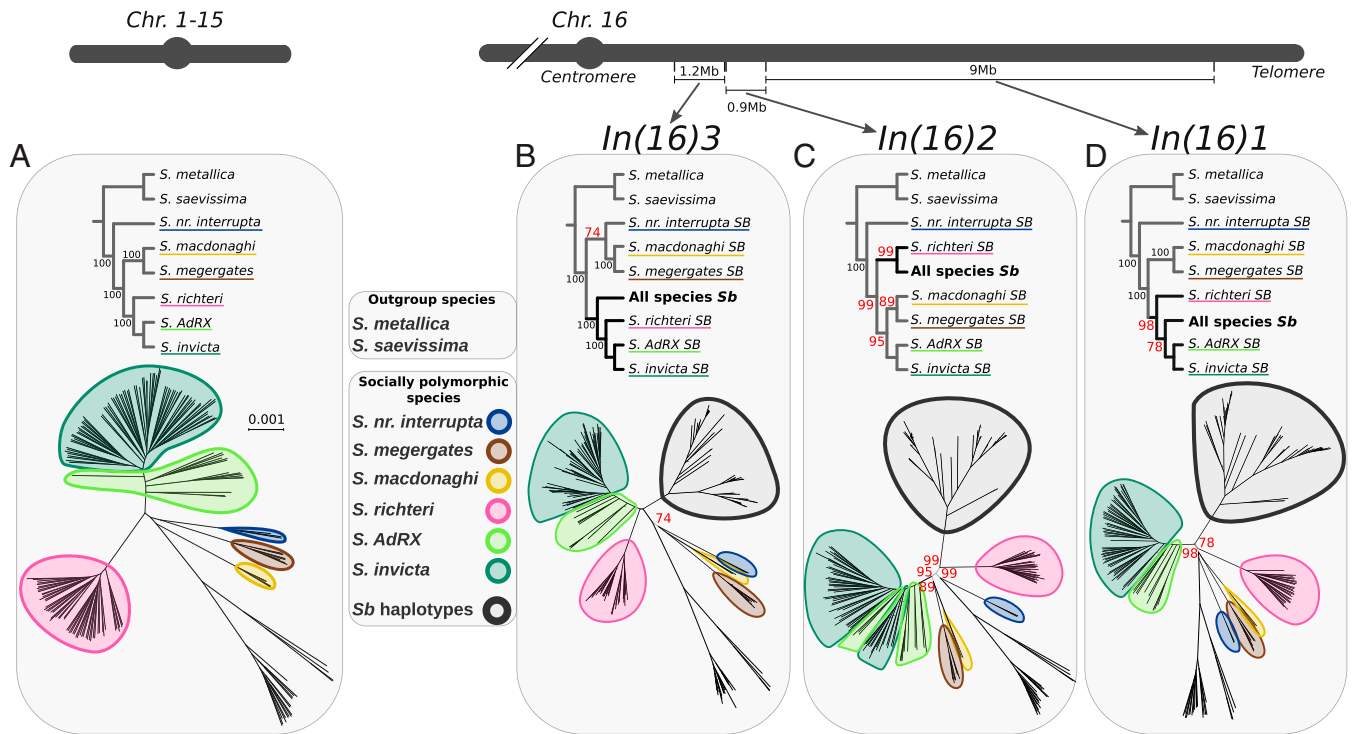 Chr. 1-15
Chr. 16
Centromere
1.2Mb
0.9Mb
9Mb
Telomere
In(16)3
In(16)2
In(16)1
A
S. metallica
S. saevissima
S. nr. interrupta
S. macdonaghi
S. megergates
S. richteri
S. AdRX
S. invicta
100
100
100
100
0.001
Outgroup species
S. metallica
S. saevissima
Socially polymorphic
species
S. nr. interrupta
S. megergates
S. macdonaghi
S. richteri
S. AdRX
S. invicta
Sb haplotypes
B
S. metallica
S. saevissima
S. nr. interrupta SB
S. macdonaghi SB
S. megergates SB
All species Sb
S. richteri SB
S. AdRX SB
S. invicta SB
74
100
100
100
100
74
C
S. metallica
S. saevissima
S. nr. interrupta SB
S. richteri SB
All species Sb
S. macdonaghi SB
S. megergates SB
S. AdRX SB
S. invicta SB
99
100
99
89
95
99
95
99
89
D
S. metallica
S. saevissima
S. nr. interrupta SB
S. macdonaghi SB
S. megergates SB
S. richteri SB
All species Sb
S. AdRX SB
S. invicta SB
100
100
100
98
78
78
98